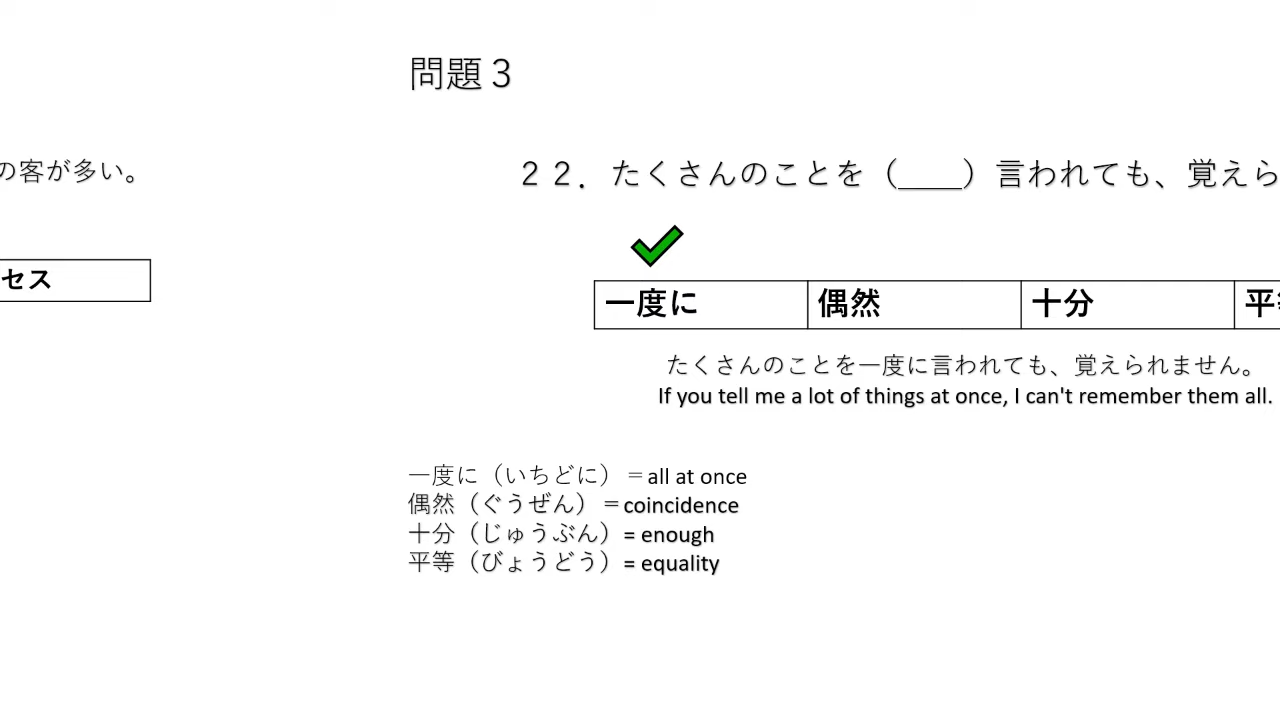 問題３
の客が多い。
２２．たくさんのことを（＿＿）言われても、覚えら
セス
一度に 偶然 十分 平
たくさんのことを一度に言われても、覚えられません。
If you tell me a lot of things at once, I can't remember them all.
一度に（いちどに）＝all at once
偶然（ぐうぜん）＝coincidence
十分（じゅうぶん）= enough
平等（びょうどう）= equality